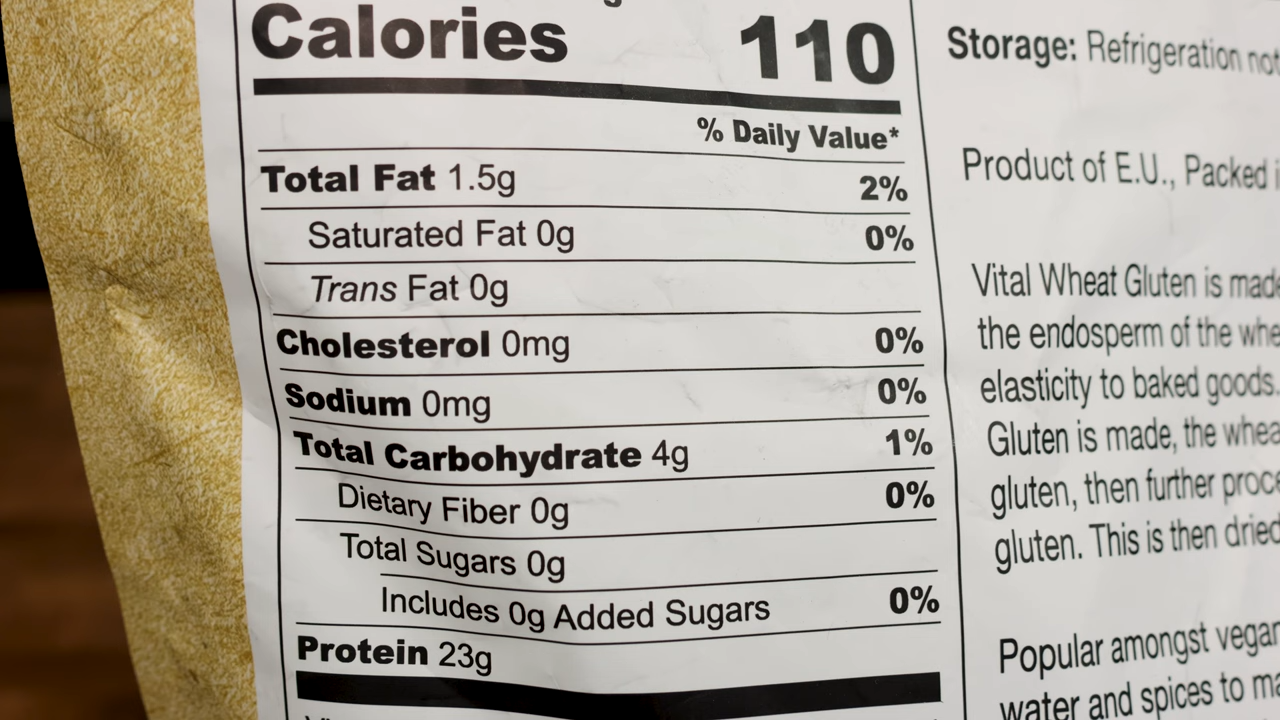 Calories 110
% Daily Value*
Total Fat 1.5g 2%
Saturated Fat 0g 0%
Trans Fat 0g
Cholesterol 0mg 0%
Sodium 0mg 0%
Total Carbohydrate 4g 1%
Dietary Fiber 0g 0%
Total Sugars 0g
Includes 0g Added Sugars 0%
Protein 23g
Storage: Refrigeration not
Product of E.U., Packed
Vital Wheat Gluten is made
the endosperm of the
elasticity to baked goods.
Gluten is made, the
gluten, then further
gluten. This is then dried
Popular amongst
water and spices to